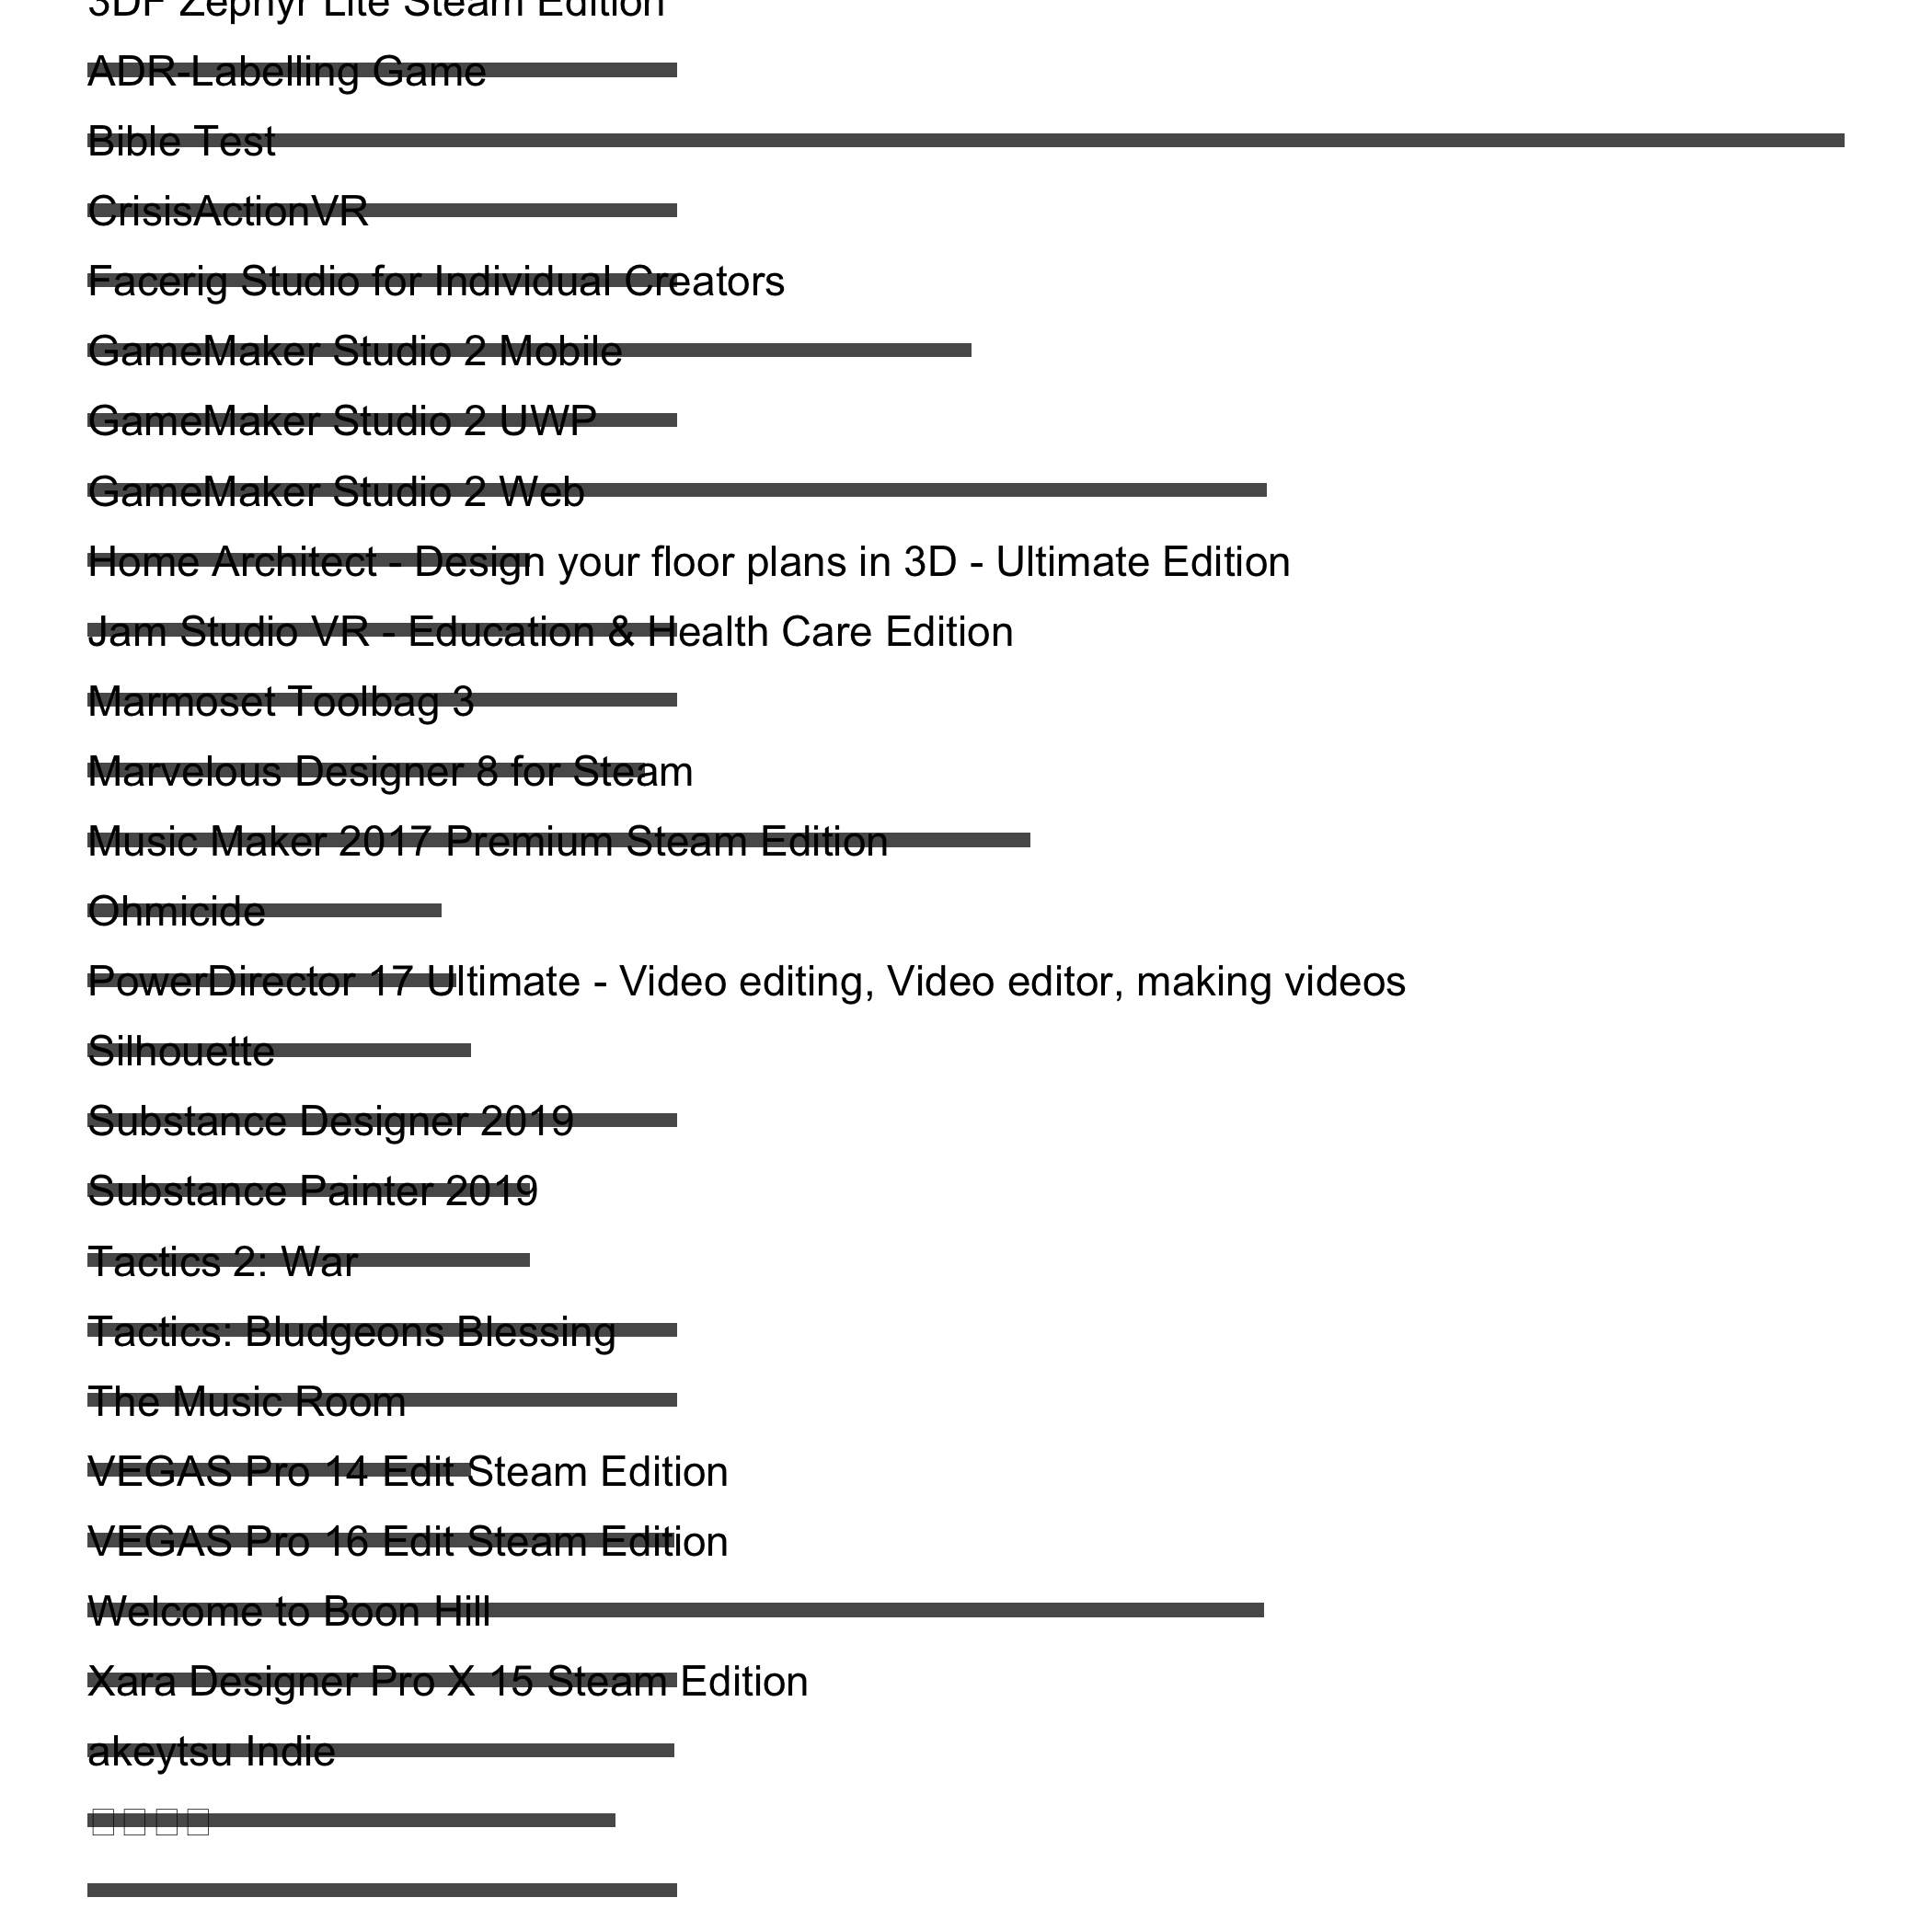 3DF Zephyr Lite Steam Edition
ADR-Labelling Game
Bible Test
CrisisActionVR
Facerig Studio for Individual Creators
GameMaker Studio 2 Mobile
GameMaker Studio 2 UWP
GameMaker Studio 2 Web
Home Architect - Design your floor plans in 3D - Ultimate Edition
Jam Studio VR - Education & Health Care Edition
Marmoset Toolbag 3
Marvelous Designer 8 for Steam
Music Maker 2017 Premium Steam Edition
Ohmicide
PowerDirector 17 Ultimate - Video editing, Video editor, making videos
Silhouette
Substance Designer 2019
Substance Painter 2019
Tactics 2: War
Tactics: Bludgeons Blessing
The Music Room
VEGAS Pro 14 Edit Steam Edition
VEGAS Pro 16 Edit Steam Edition
Welcome to Boon Hill
Xara Designer Pro X 15 Steam Edition
akeytsu Indie